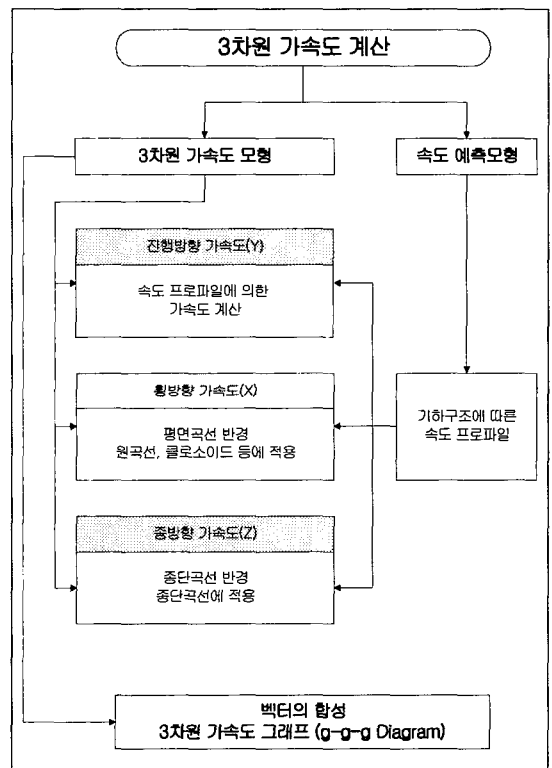 3차원 가속도 계산
3차원 가속도 모형
속도 예측모형
진행방향 가속도(Y)
속도 프로파일에 의한
가속도 계산
횡방향 가속도(X)
평면곡선 반경
원곡선, 클로소이드 등에 적용
기하구조에 따른
속도 프로파일
종방향 가속도(Z)
종단곡선 반경
종단곡선에 적용
벡터의 합성
3차원 가속도 그래프 (g-g-g Diagram)